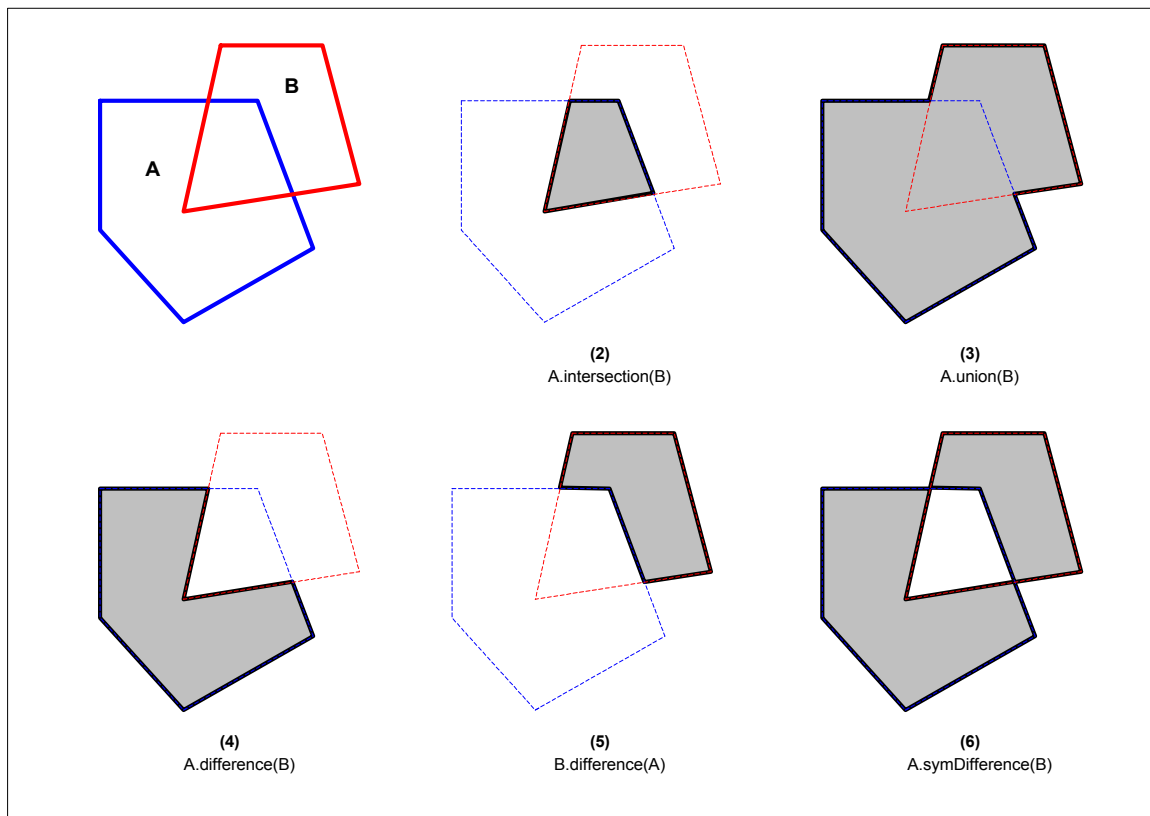 B
A
(2)
A.intersection(B)
(3)
A.union(B)
(4)
A.difference(B)
(5)
B.difference(A)
(6)
A.symDifference(B)